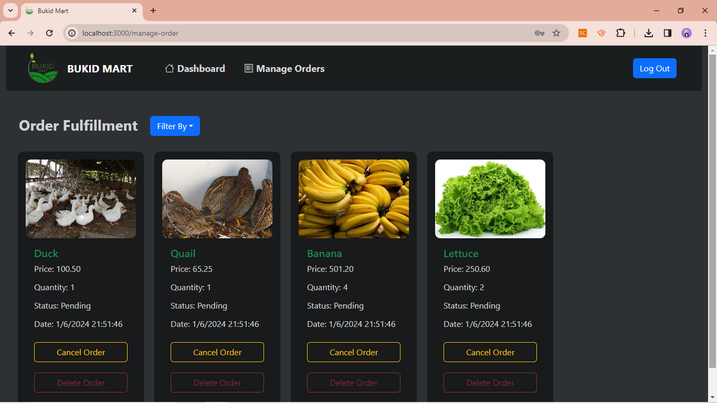 Bukid Mart
localhost:3000/manage-order
BUKID
BUKID MART
Dashboard
Manage Orders
Log Out
Order Fulfillment
Filter By
Duck
Price: 100.50
Quantity: 1
Status: Pending
Date: 1/6/2024 21:51:46
Cancel Order
Delete Order
Quail
Price: 65.25
Quantity: 1
Status: Pending
Date: 1/6/2024 21:51:46
Cancel Order
Delete Order
Banana
Price: 501.20
Quantity: 4
Status: Pending
Date: 1/6/2024 21:51:46
Cancel Order
Delete Order
Lettuce
Price: 250.60
Quantity: 2
Status: Pending
Date: 1/6/2024 21:51:46
Cancel Order
Delete Order